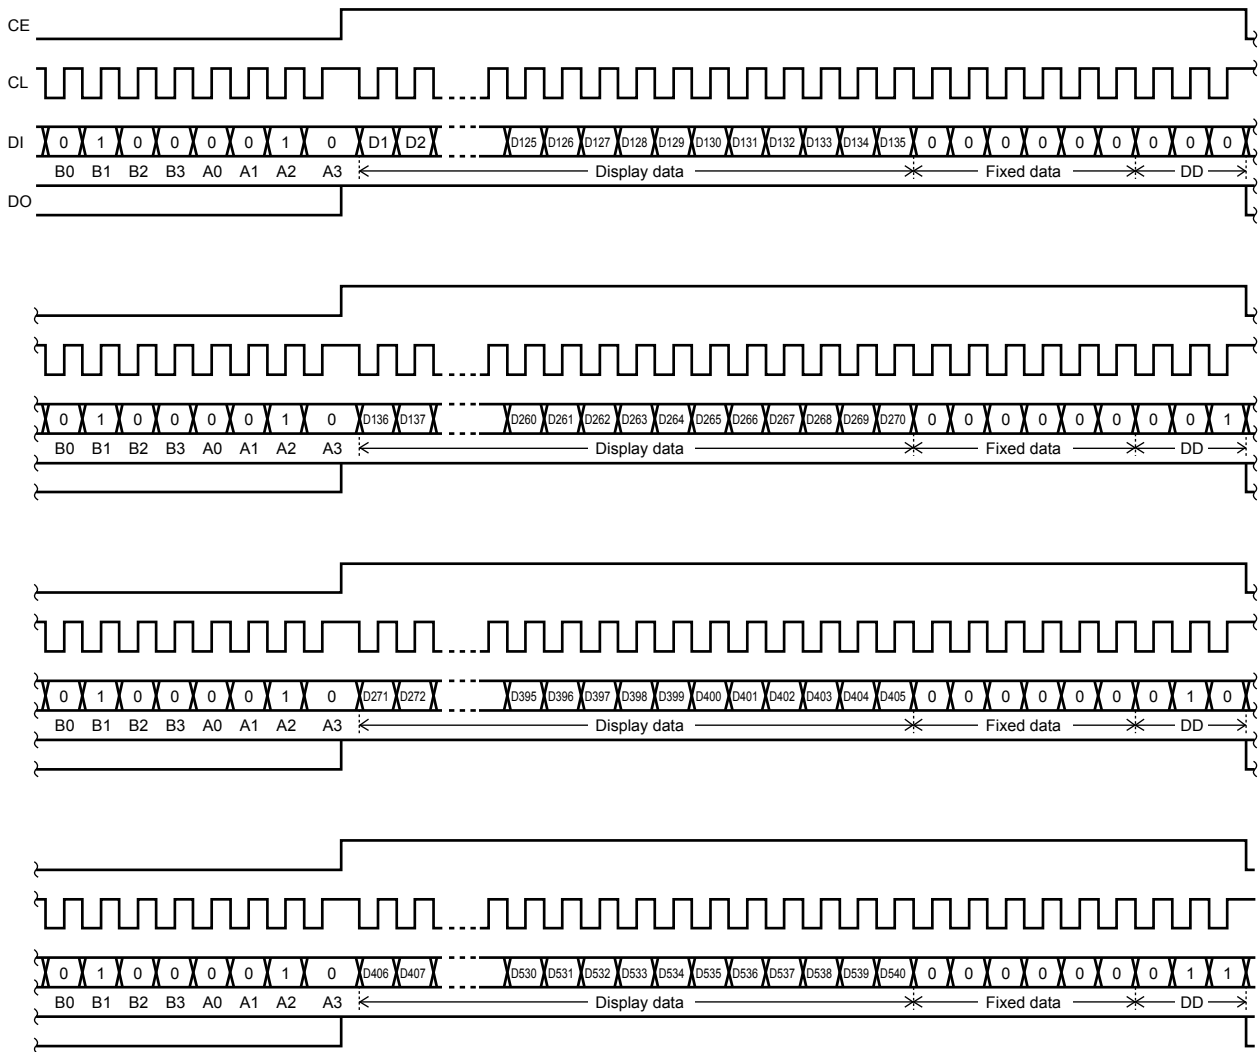 CE
CL
DI 0 1 0 0 0 0 1 0 D1 D2 D125 D126 D127 D128 D129 D130 D131 D132 D133 D134 D135 0 0 0 0 0 0 0 0 0
B0 B1 B2 B3 A0 A1 A2 A3 Display data Fixed data DD
DO
0 1 0 0 0 0 1 0 D136 D137 D260 D261 D262 D263 D264 D265 D266 D267 D268 D269 D270 0 0 0 0 0 0 0 0 1
B0 B1 B2 B3 A0 A1 A2 A3 Display data Fixed data DD
0 1 0 0 0 0 1 0 D271 D272 D395 D396 D397 D398 D399 D400 D401 D402 D403 D404 D405 0 0 0 0 0 0 0 1 0
B0 B1 B2 B3 A0 A1 A2 A3 Display data Fixed data DD
0 1 0 0 0 0 1 0 D406 D407 D530 D531 D532 D533 D534 D535 D536 D537 D538 D539 D540 0 0 0 0 0 0 0 1 1
B0 B1 B2 B3 A0 A1 A2 A3 Display data Fixed data DD